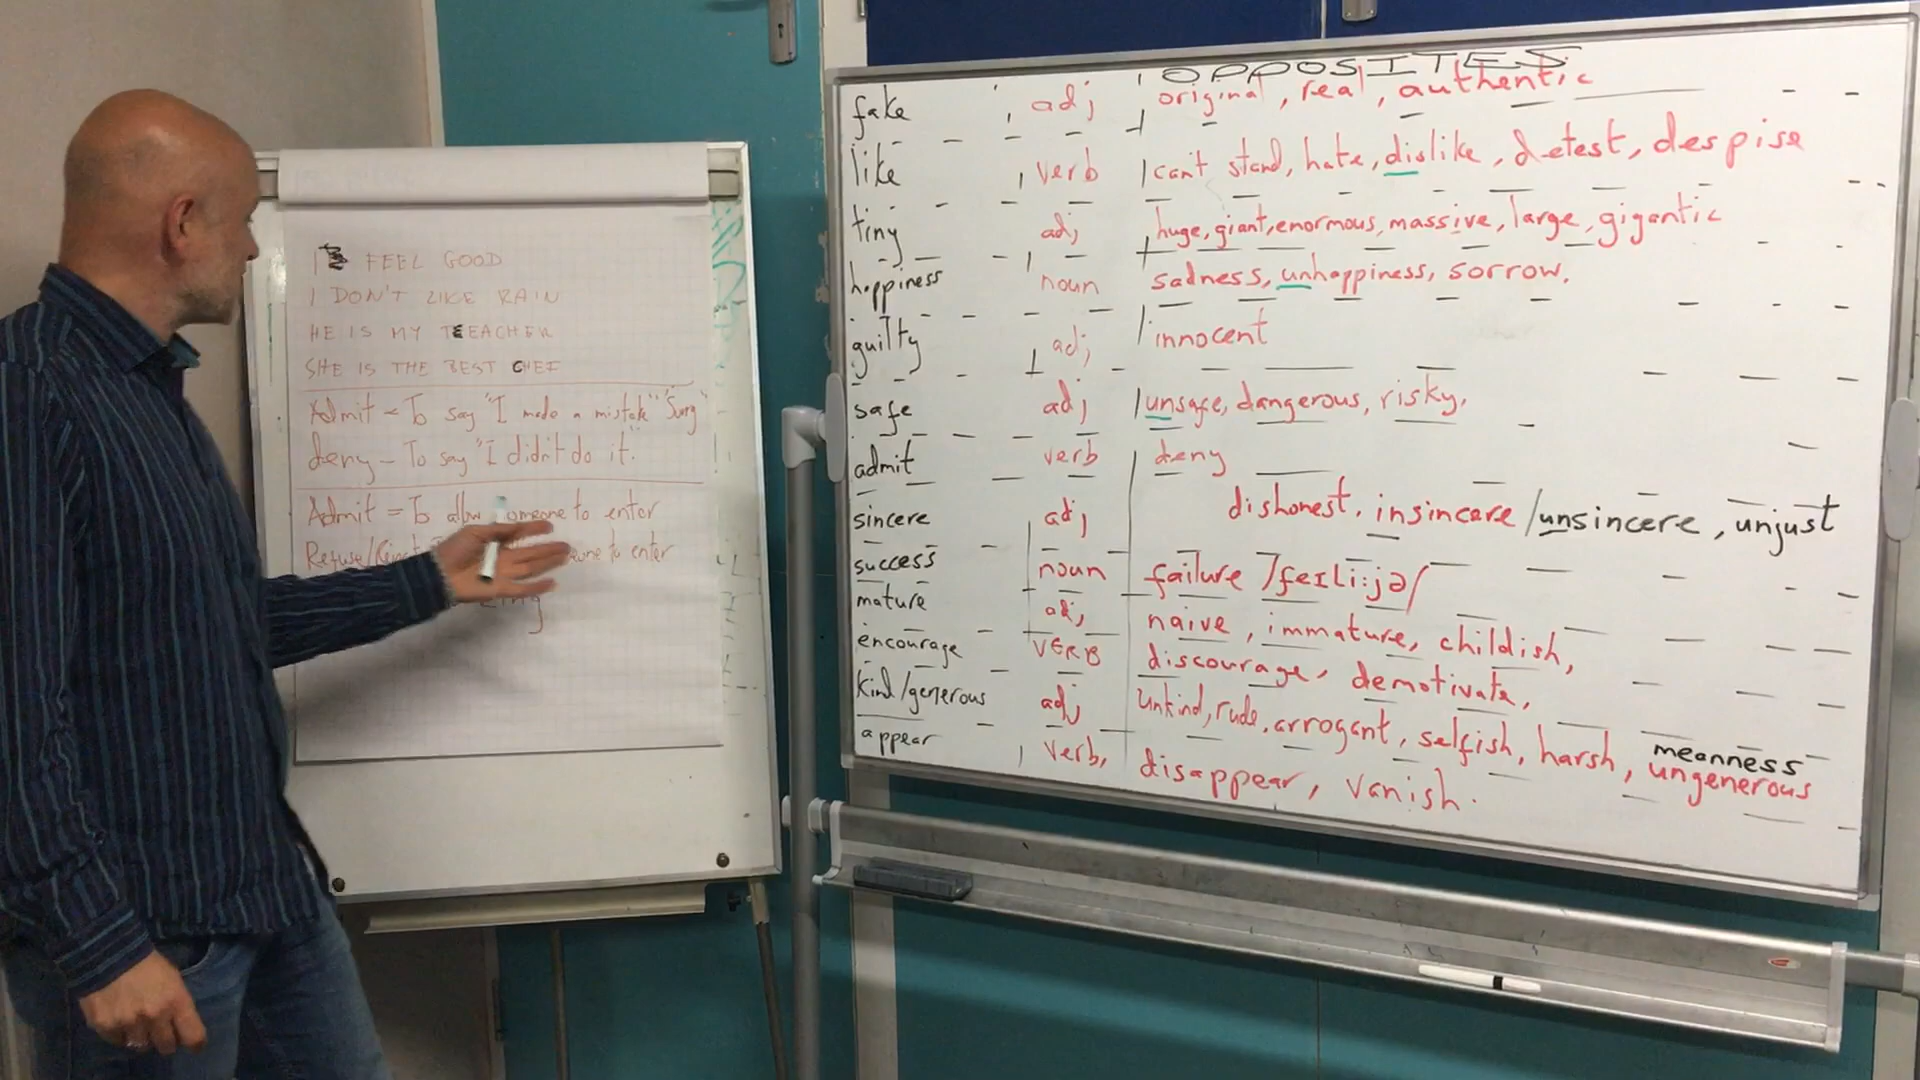 I FEEL GOOD
I DON'T LIKE RAIN
HE IS MY TEACHER
SHE IS THE BEST CHEF
Admit = To say "I made a mistake"
deny - To say "I didn't do it".
Admit = To allow someone to enter
Refuse/ to enter
OPPOSITES
fake adj original, real, authentic
like verb can't stand, hate, dislike, detest, despise
tiny adj huge, giant, enormous, massive, large, gigantic
happiness noun sadness, unhappiness, sorrow.
guilty adj innocent
safe adj unsafe, dangerous, risky.
admit verb deny
sincere adj dishonest, insincere/unsincere, unjust
success noun failure /feɪli:jə/
mature adj, naive, immature, childish,
encourage VERB discourage, demotivate,
kind/generous adj unkind, rude, arrogant, selfish, harsh, meanness ungenerous
appear verb, disappear, vanish.